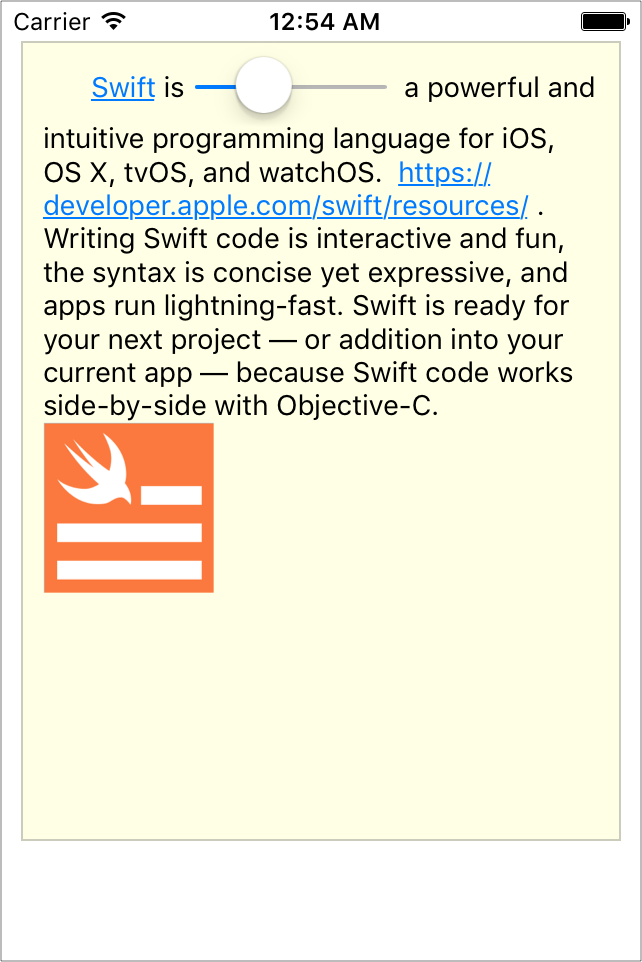 Carrier 12:54 AM
Swift is a powerful and
intuitive programming language for iOS,
OS X, tvOS, and watchOS.  https://
developer.apple.com/swift/resources/ .
Writing Swift code is interactive and fun,
the syntax is concise yet expressive, and
apps run lightning-fast. Swift is ready for
your next project — or addition into your
current app — because Swift code works
side-by-side with Objective-C.